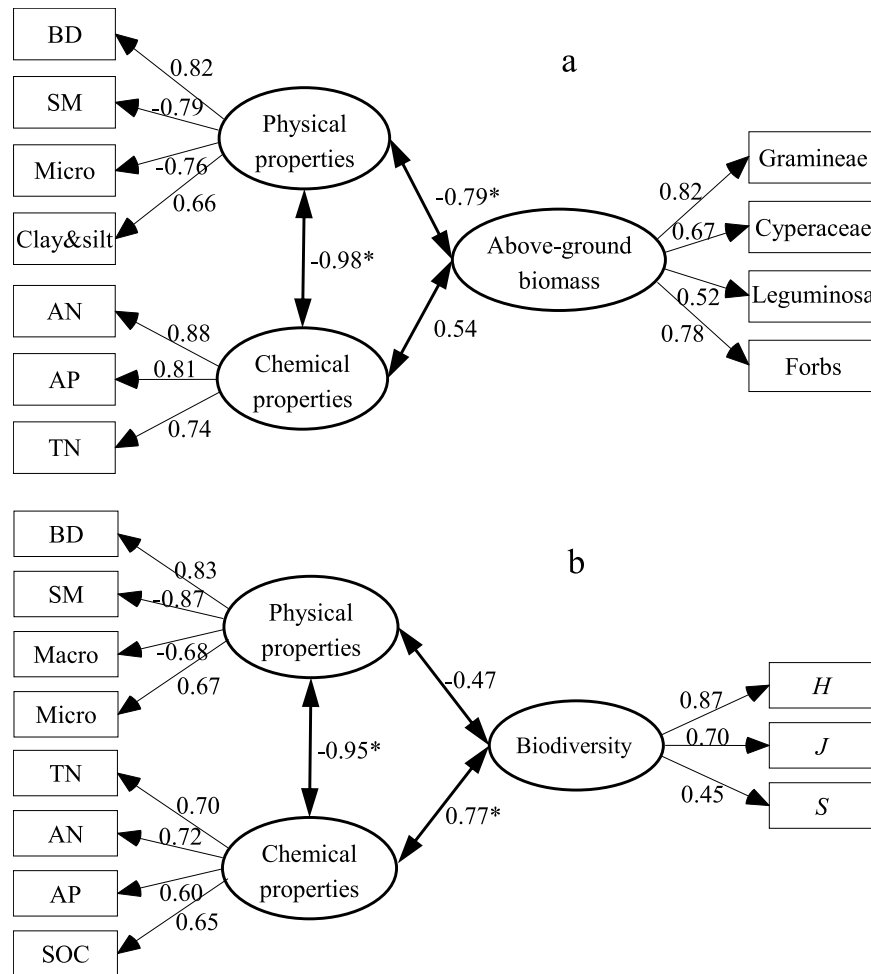 a
BD
SM
Micro
Clay&silt
AN
AP
TN
0.82
-0.79
-0.76
0.66
0.88
0.81
0.74
Physical
properties
Chemical
properties
-0.98*
-0.79*
0.54
Above-ground
biomass
0.82
0.67
0.52
0.78
Gramineae
Cyperaceae
Leguminosa
Forbs
b
BD
SM
Macro
Micro
TN
AN
AP
SOC
0.83
-0.87
-0.68
0.67
0.70
0.72
0.60
0.65
Physical
properties
Chemical
properties
-0.95*
-0.47
0.77*
Biodiversity
0.87
0.70
0.45
H
J
S